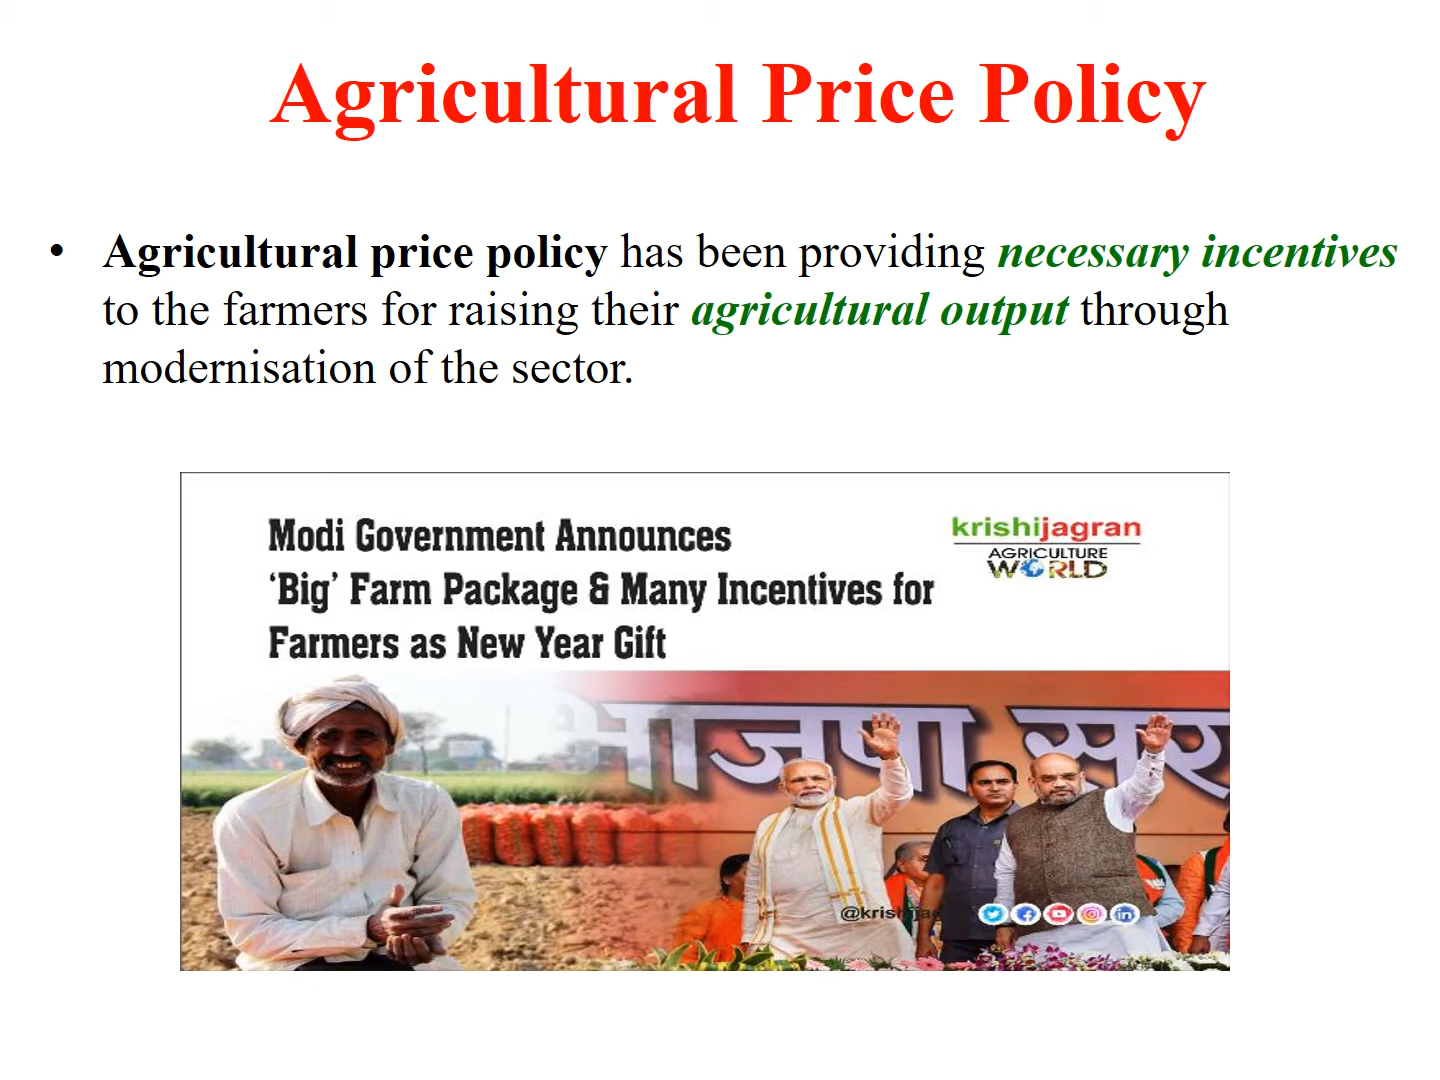 Agricultural Price Policy
• Agricultural price policy has been providing necessary incentives
to the farmers for raising their agricultural output through
modernisation of the sector.
Modi Government Announces
‘Big’ Farm Package & Many Incentives for
Farmers as New Year Gift
krishijagran
AGRICULTURE
WORLD
भाजपा सर